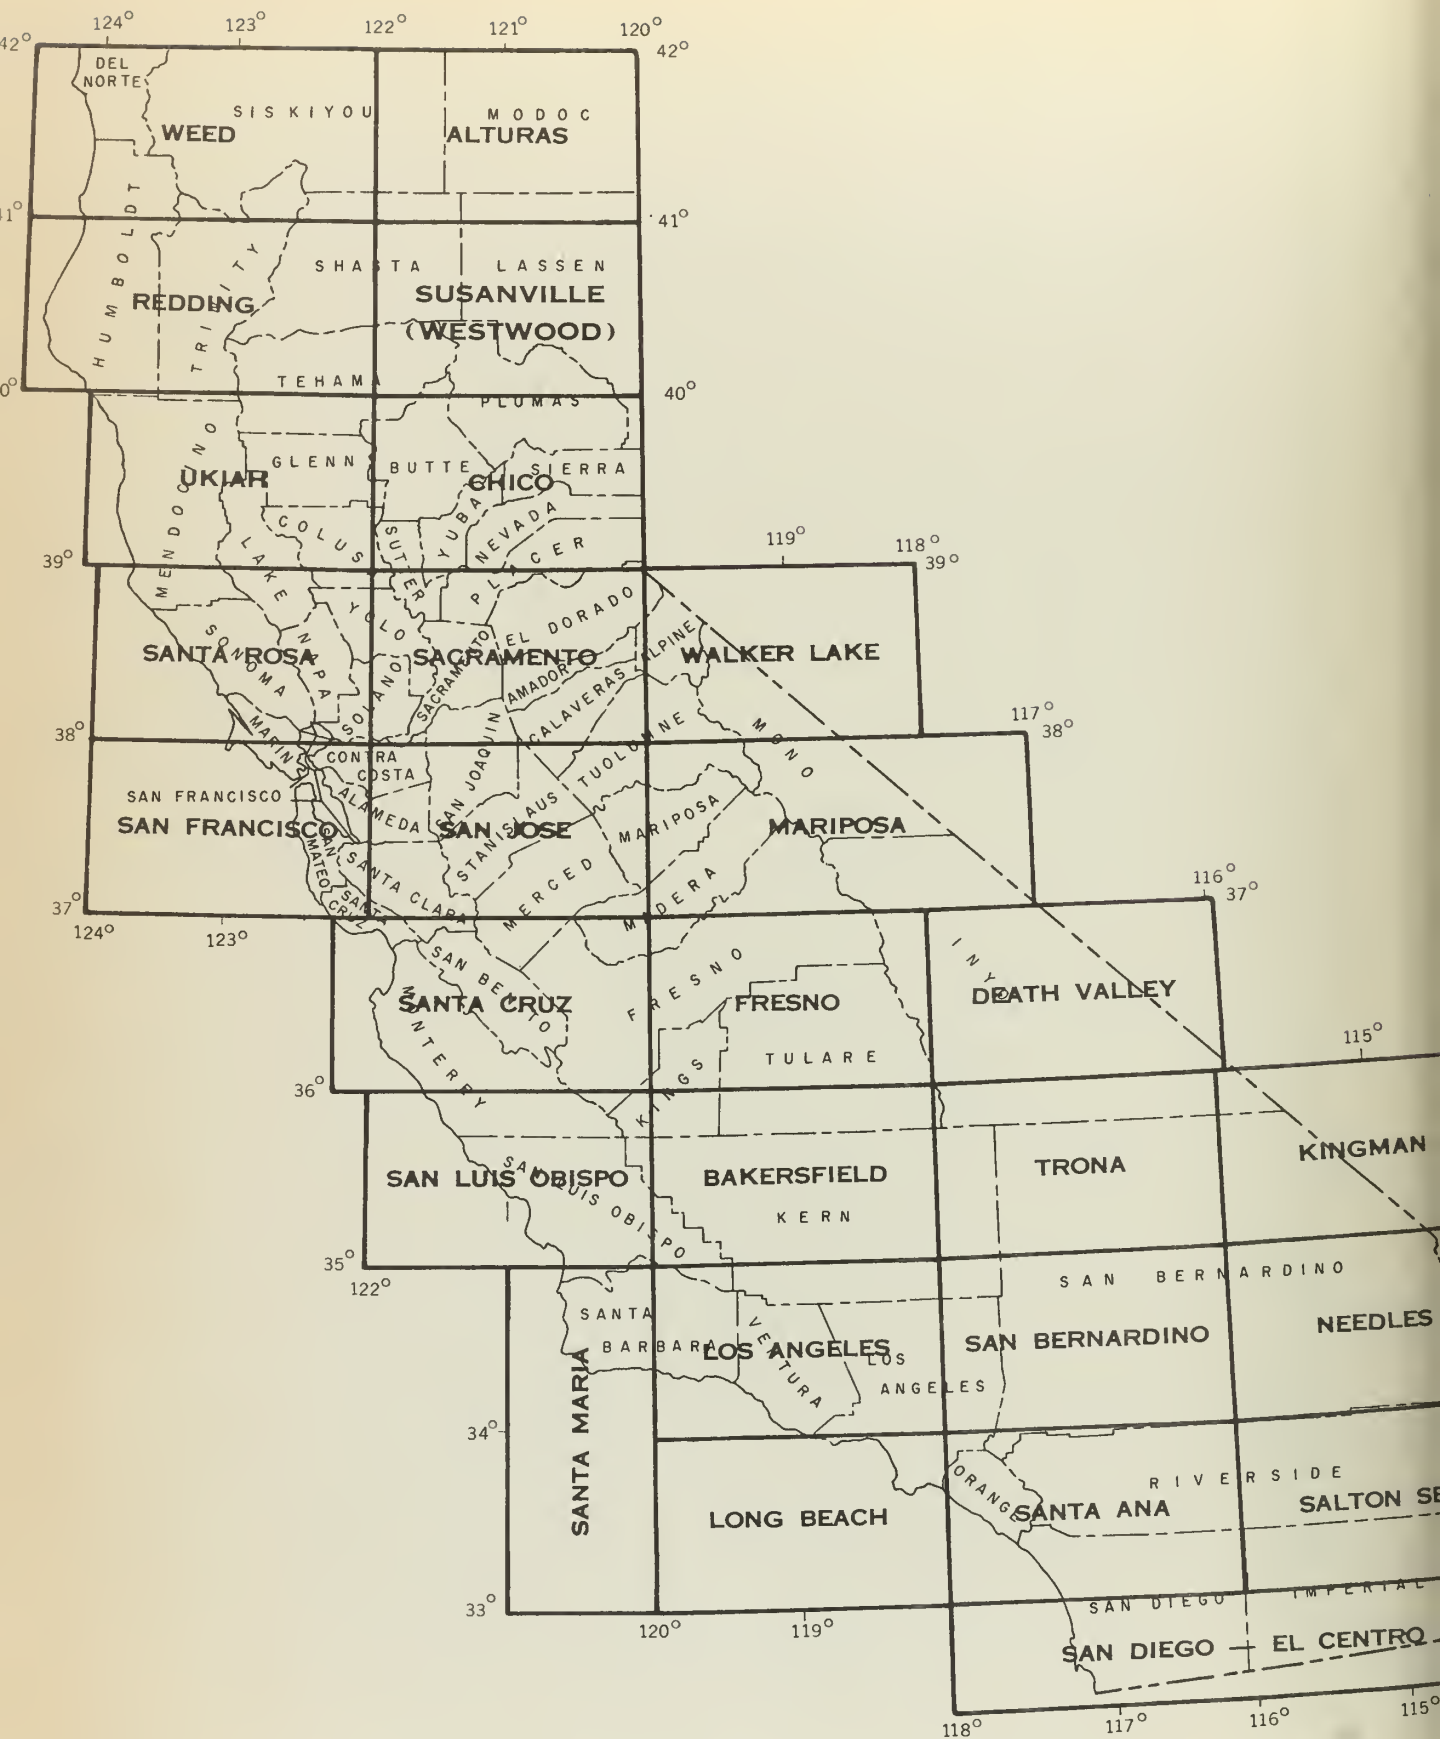 124° 123° 122° 121° 120°
42° 42°
DEL
NORTE
SISKIYOU MODOC
WEED ALTURAS
41°
HUMBOLDT
TRINITY
SHASTA LASSEN
REDDING SUSANVILLE
(WESTWOOD)
TEHAMA
40°
PLUMAS
MENDOCINO
GLENN BUTTE SIERRA
UKIAH CHICO
COLUSA
YUBA
NEVADA
SUTTER
LAKE
PLACER
119° 118°
39° 39°
YOLO
EL DORADO
SONOMA
NAPA
SANTA ROSA SACRAMENTO WALKER LAKE
SACRAMENTO
ALPINE
AMADOR
SOLANO
CALAVERAS
MARIN
117°
38° 38°
MONO
CONTRA
COSTA
SAN JOAQUIN
TUOLUMNE
SAN FRANCISCO
ALAMEDA
STANISLAUS
MARIPOSA
SAN FRANCISCO SAN JOSE MARIPOSA
SAN
MATEO
SANTA CLARA
MERCED
MADERA
SANTA
CRUZ
116°
37° 37°
124° 123°
SAN BENITO
FRESNO
INYO
SANTA CRUZ FRESNO DEATH VALLEY
MONTERRY
TULARE
KINGS
115°
36°
KINGMAN
SAN LUIS OBISPO BAKERSFIELD TRONA
SAN LUIS OBISPO
KERN
35°
122°
SAN BERNARDINO
SANTA
BARBARA
VENTURA
LOS ANGELES SAN BERNARDINO NEEDLES
LOS
ANGELES
SANTA MARIA
34°
ORANGE
RIVERSIDE
LONG BEACH SANTA ANA SALTON SE
33°
120° 119°
SAN DIEGO IMPERIAL
SAN DIEGO — EL CENTRO
118° 117° 116° 115°